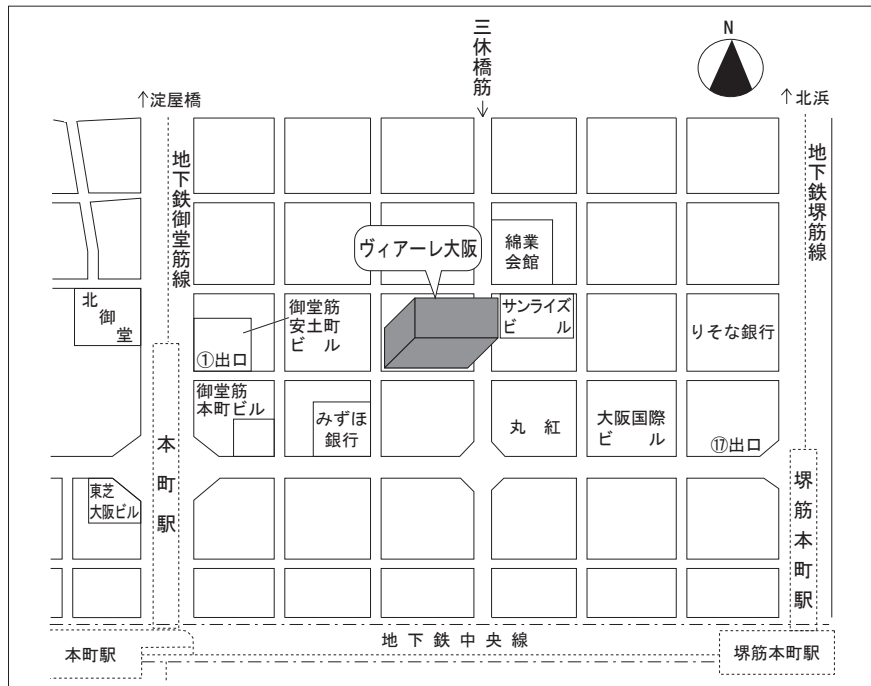 三休橋筋
↓
N
↑淀屋橋
↑北浜
地下鉄御堂筋線
地下鉄堺筋線
綿業
会館
ヴィアーレ大阪
北御堂
御堂筋
安土町
ビル
サンライズ
ビル
りそな銀行
①出口
御堂筋
本町ビル
みずほ
銀行
丸紅
大阪国際
ビル
⑰出口
本町駅
東芝
大阪ビル
堺筋本町駅
地下鉄中央線
本町駅
堺筋本町駅